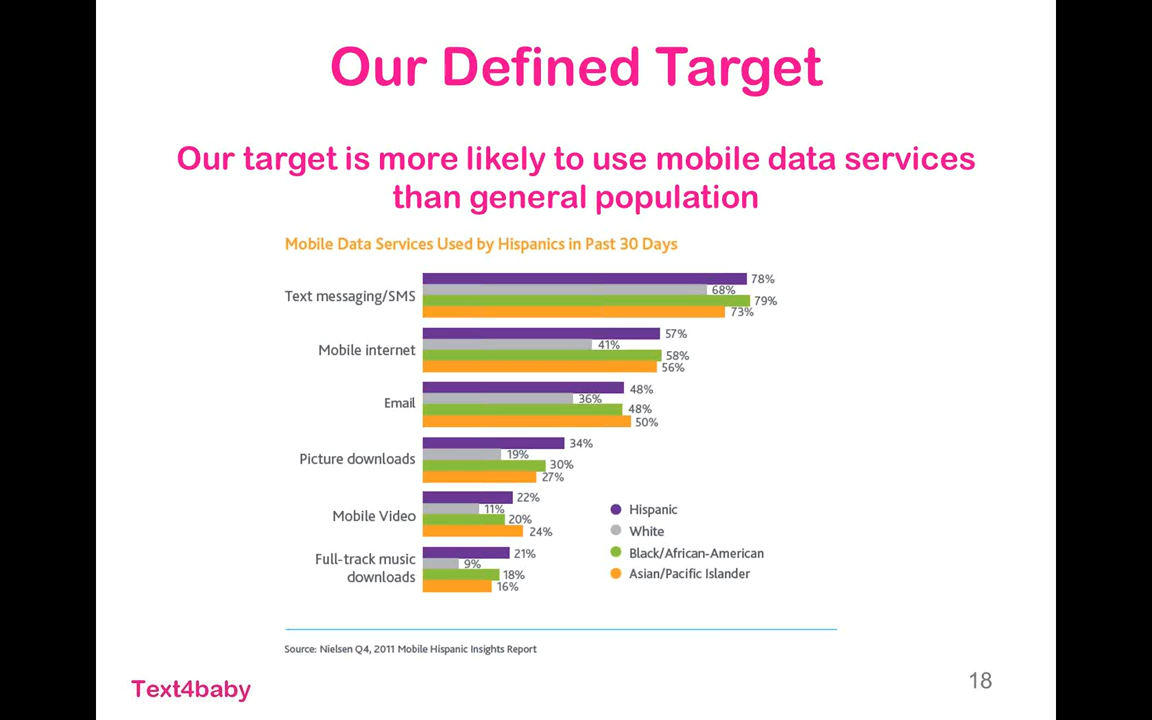 Our Defined Target
Our target is more likely to use mobile data services
than general population
Mobile Data Services Used by Hispanics in Past 30 Days
Text messaging/SMS
78%
68%
79%
73%
Mobile internet
57%
41%
58%
56%
Email
48%
36%
48%
50%
Picture downloads
34%
19%
30%
27%
Mobile Video
22%
11%
20%
24%
Full-track music
downloads
21%
9%
18%
16%
Hispanic
White
Black/African-American
Asian/Pacific Islander
Source: Nielsen Q4, 2011 Mobile Hispanic Insights Report
Text4baby
18